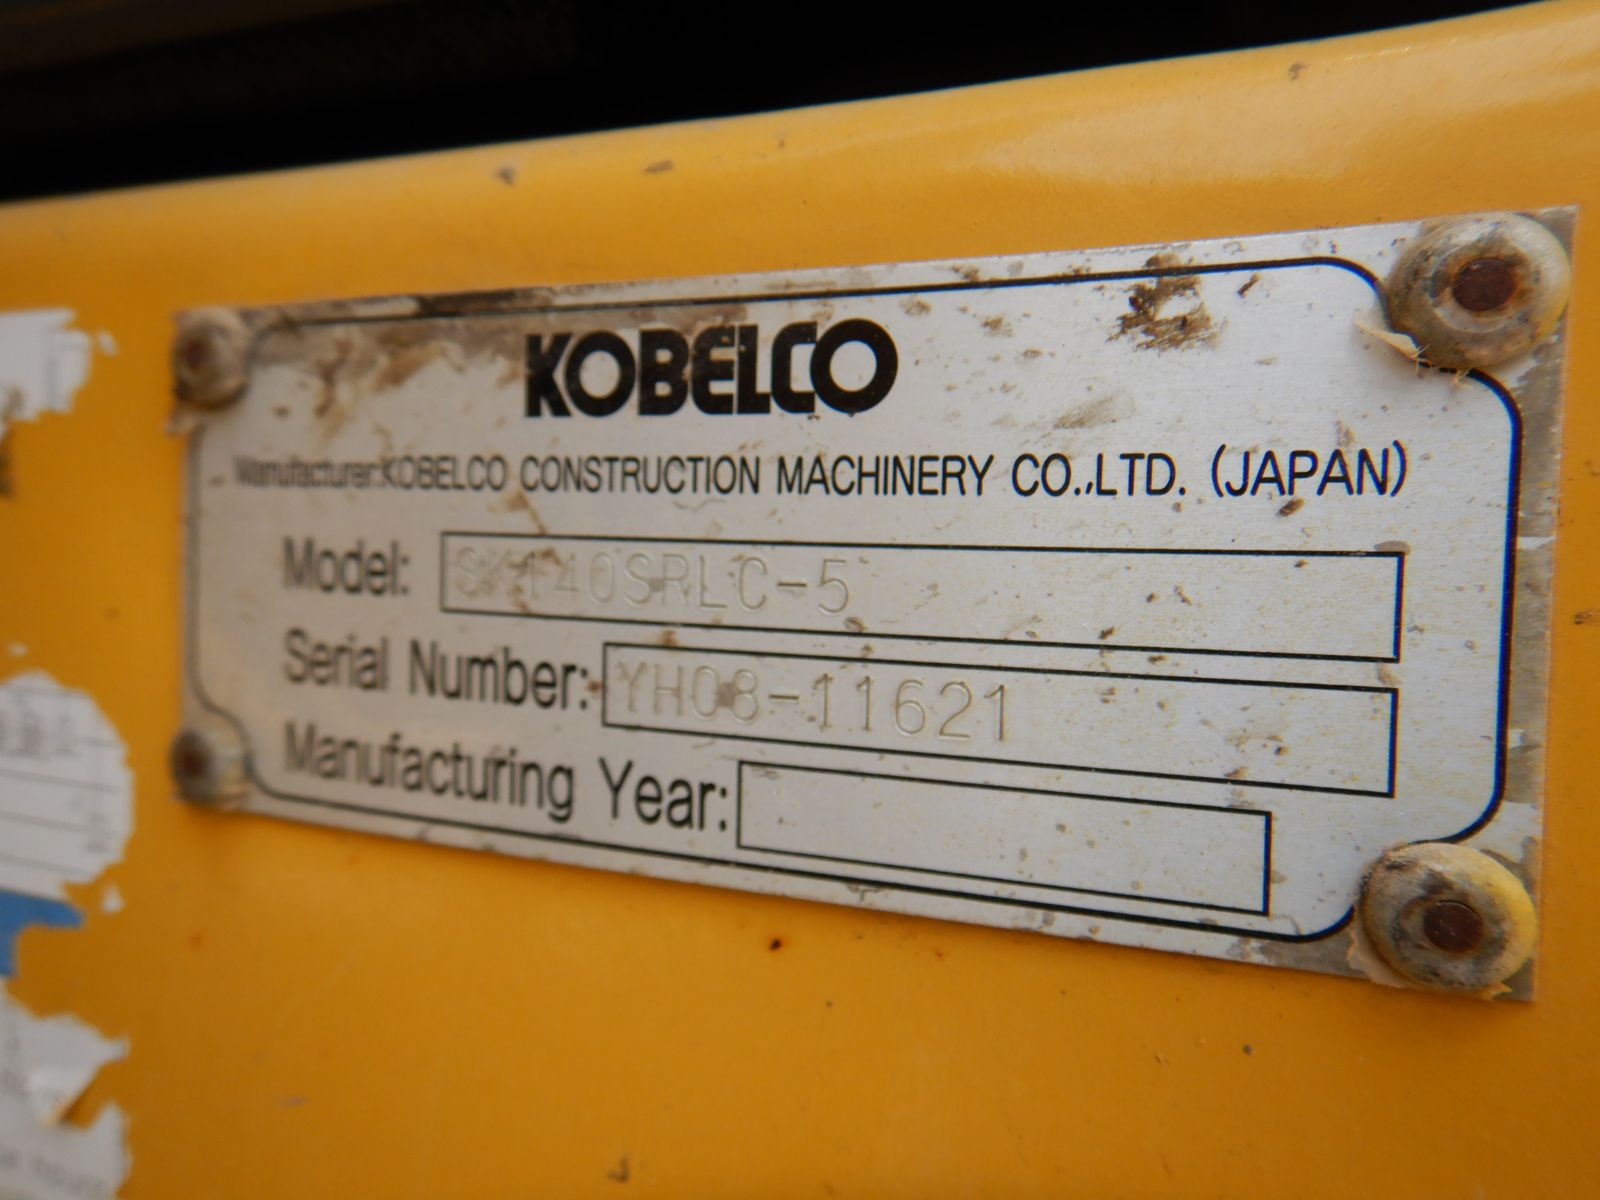 KOBELCO
Manufacturer:KOBELCO CONSTRUCTION MACHINERY CO.,LTD. (JAPAN)
Model: SK140SRLC-5
Serial Number: YH08-11621
Manufacturing Year: